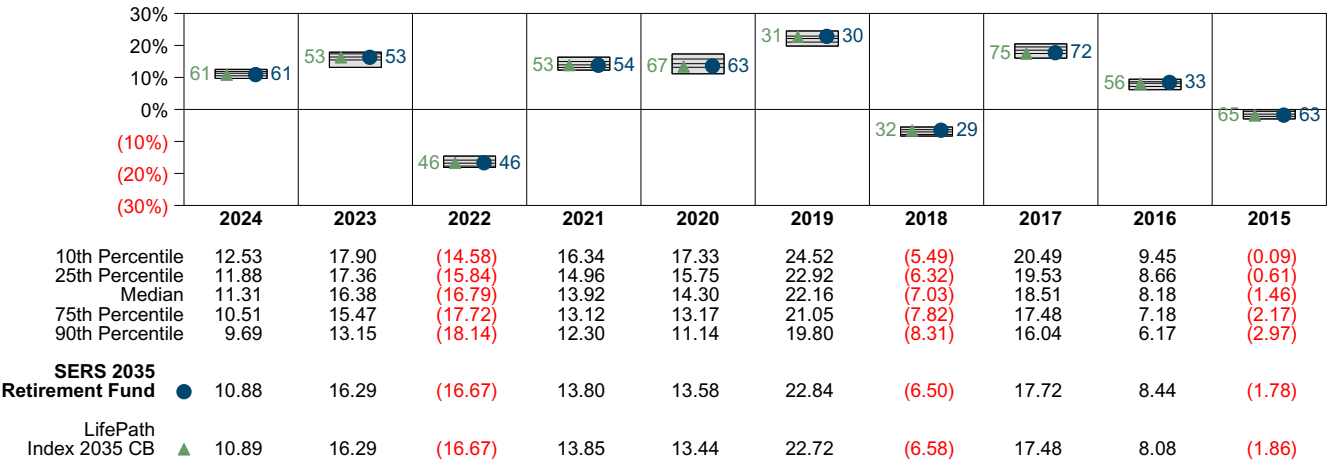 30%
20%
10%
0%
(10%)
(20%)
(30%)
61 61
53 53
46 46
53 54
67 63
31 30
32 29
75 72
56 33
65 63
2024 2023 2022 2021 2020 2019 2018 2017 2016 2015
10th Percentile 12.53 17.90 (14.58) 16.34 17.33 24.52 (5.49) 20.49 9.45 (0.09)
25th Percentile 11.88 17.36 (15.84) 14.96 15.75 22.92 (6.32) 19.53 8.66 (0.61)
Median 11.31 16.38 (16.79) 13.92 14.30 22.16 (7.03) 18.51 8.18 (1.46)
75th Percentile 10.51 15.47 (17.72) 13.12 13.17 21.05 (7.82) 17.48 7.18 (2.17)
90th Percentile 9.69 13.15 (18.14) 12.30 11.14 19.80 (8.31) 16.04 6.17 (2.97)
SERS 2035
Retirement Fund 10.88 16.29 (16.67) 13.80 13.58 22.84 (6.50) 17.72 8.44 (1.78)
LifePath
Index 2035 CB 10.89 16.29 (16.67) 13.85 13.44 22.72 (6.58) 17.48 8.08 (1.86)